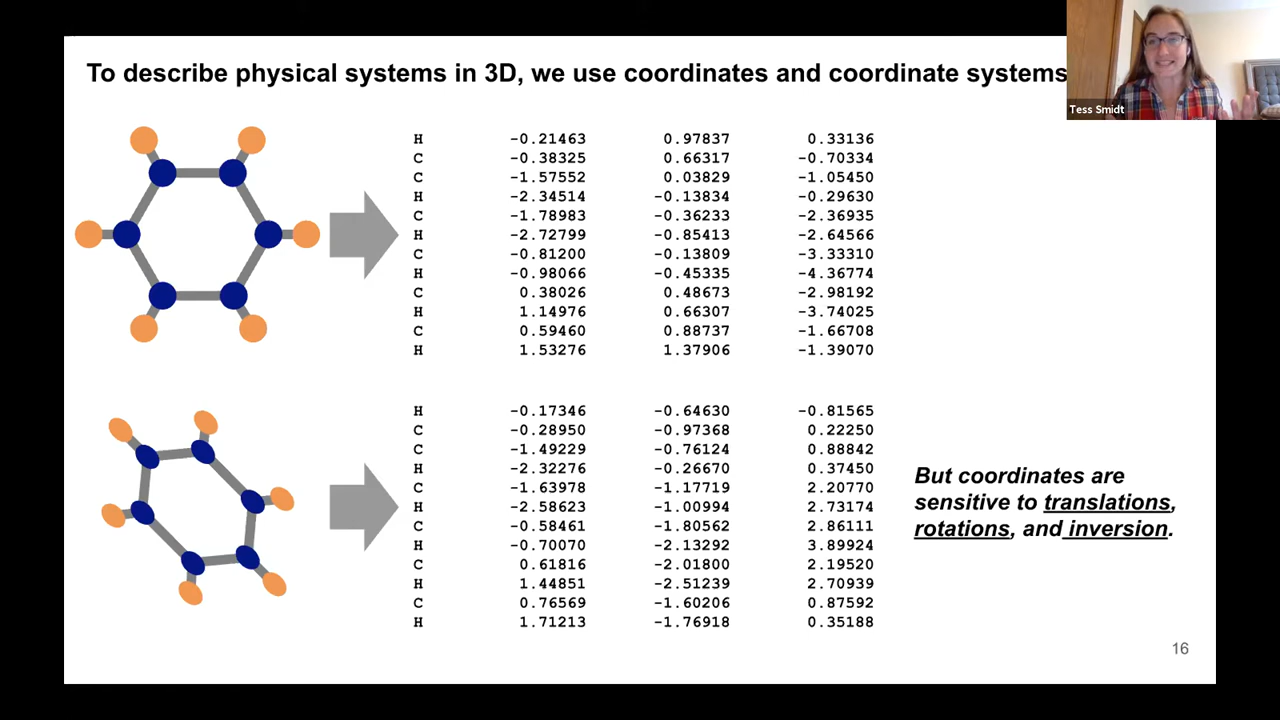 To describe physical systems in 3D, we use coordinates and coordinate systems
Tess Smidt
H -0.21463 0.97837 0.33136
C -0.38325 0.66317 -0.70334
C -1.57552 0.03829 -1.05450
H -2.34514 -0.13834 -0.29630
C -1.78983 -0.36233 -2.36935
H -2.72799 -0.85413 -2.64566
C -0.81200 -0.13809 -3.33310
H -0.98066 -0.45335 -4.36774
C 0.38026 0.48673 -2.98192
H 1.14976 0.66307 -3.74025
C 0.59460 0.88737 -1.66708
H 1.53276 1.37906 -1.39070
H -0.17346 -0.64630 -0.81565
C -0.28950 -0.97368 0.22250
C -1.49229 -0.76124 0.88842
H -2.32276 -0.26670 0.37450
C -1.63978 -1.17719 2.20770
H -2.58623 -1.00994 2.73174
C -0.58461 -1.80562 2.86111
H -0.70070 -2.13292 3.89924
C 0.61816 -2.01800 2.19520
H 1.44851 -2.51239 2.70939
C 0.76569 -1.60206 0.87592
H 1.71213 -1.76918 0.35188
But coordinates are
sensitive to translations,
rotations, and inversion.
16